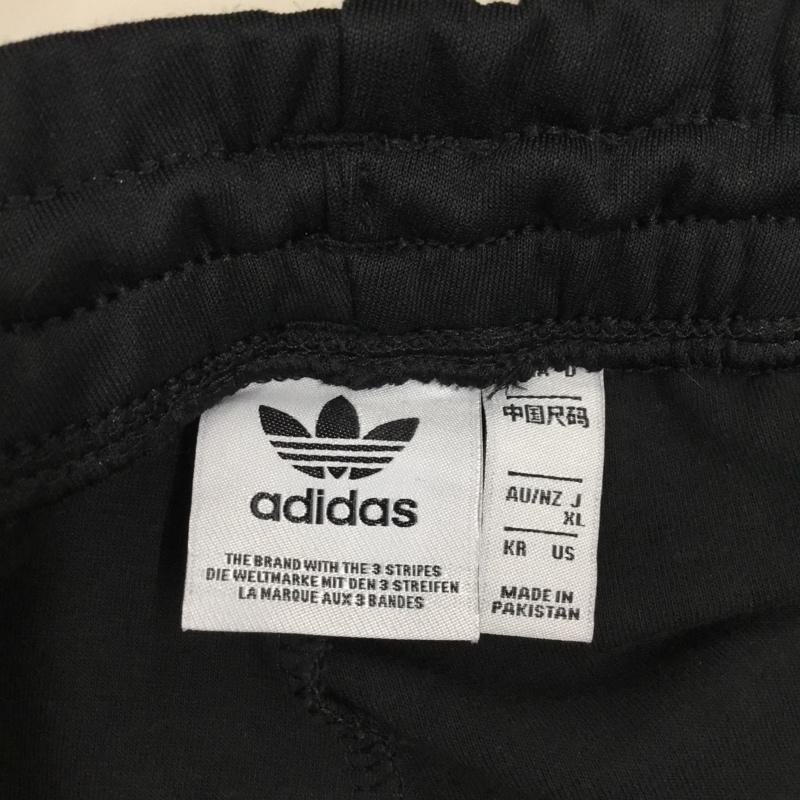 adidas
THE BRAND WITH THE 3 STRIPES
DIE WELTMARKE MIT DEN 3 STREIFEN
LA MARQUE AUX 3 BANDES
D
中国尺码
AU/NZ J
XL
KR US
MADE IN
PAKISTAN